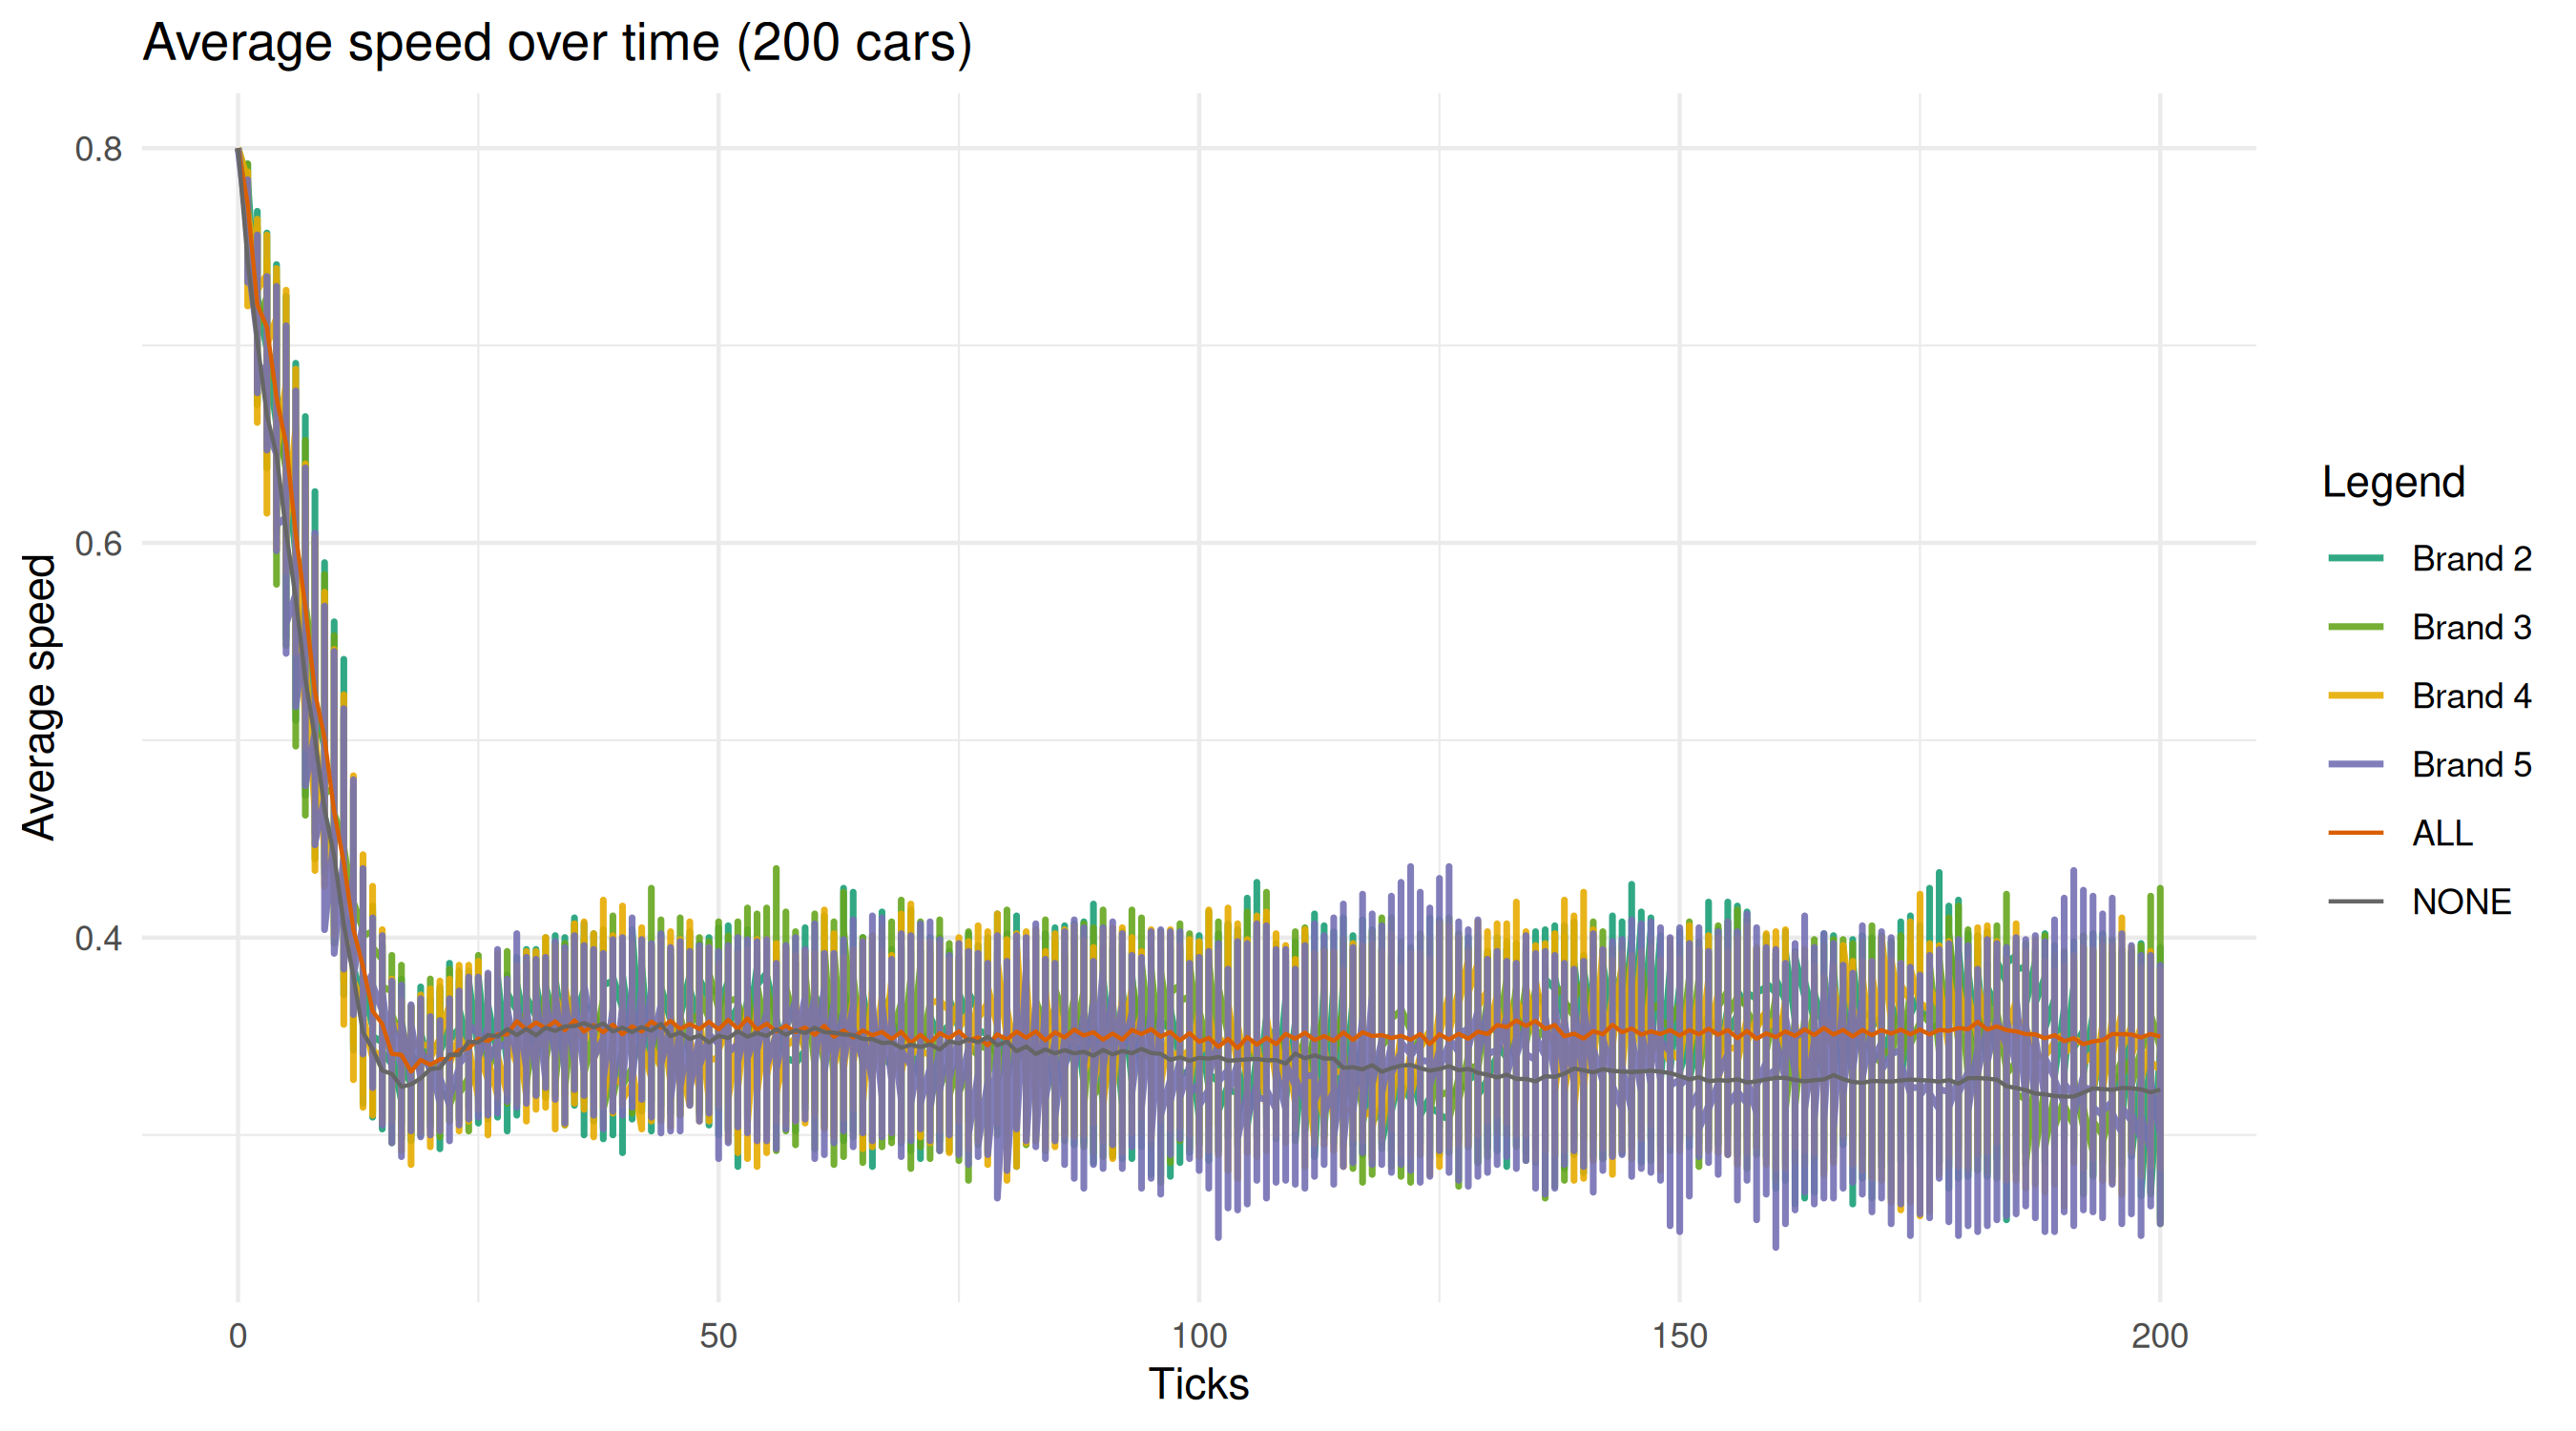 Average speed over time (200 cars)
Average speed
0.8
0.6
0.4
0
50
100
150
200
Ticks
Legend
Brand 2
Brand 3
Brand 4
Brand 5
ALL
NONE